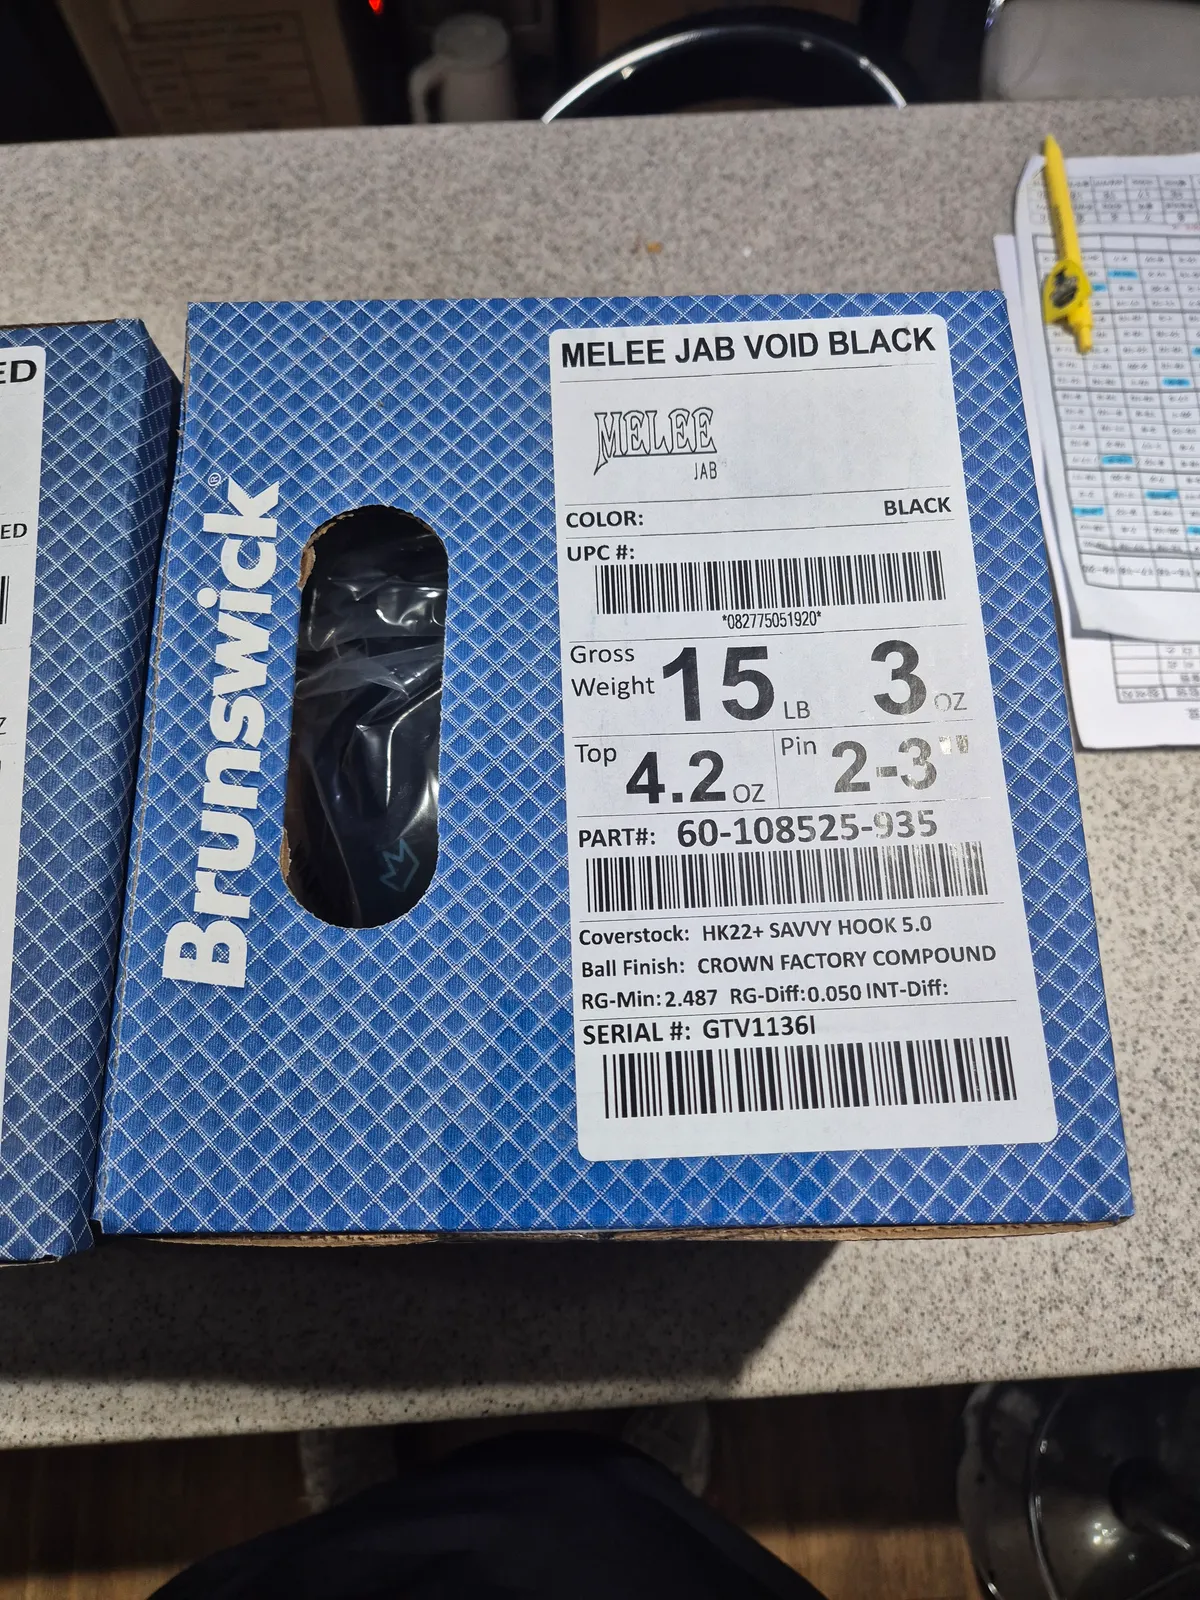 ED
ED
Z
Brunswick®
MELEE JAB VOID BLACK
MELEE
JAB
COLOR: BLACK
UPC #:
*082775051920*
Gross Weight 15 LB 3 OZ
Top 4.2 OZ Pin 2-3"
PART#: 60-108525-935
Coverstock: HK22+ SAVVY HOOK 5.0
Ball Finish: CROWN FACTORY COMPOUND
RG-Min: 2.487 RG-Diff: 0.050 INT-Diff:
SERIAL #: GTV1136I